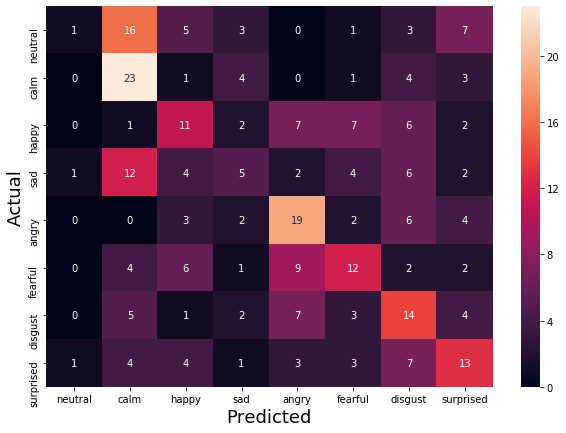 Actual
neutral 1 16 5 3 0 1 3 7
calm 0 23 1 4 0 1 4 3
happy 0 1 11 2 7 7 6 2
sad 1 12 4 5 2 4 6 2
angry 0 0 3 2 19 2 6 4
fearful 0 4 6 1 9 12 2 2
disgust 0 5 1 2 7 3 14 4
surprised 1 4 4 1 3 3 7 13
neutral calm happy sad angry fearful disgust surprised
Predicted
20
16
12
8
4
0